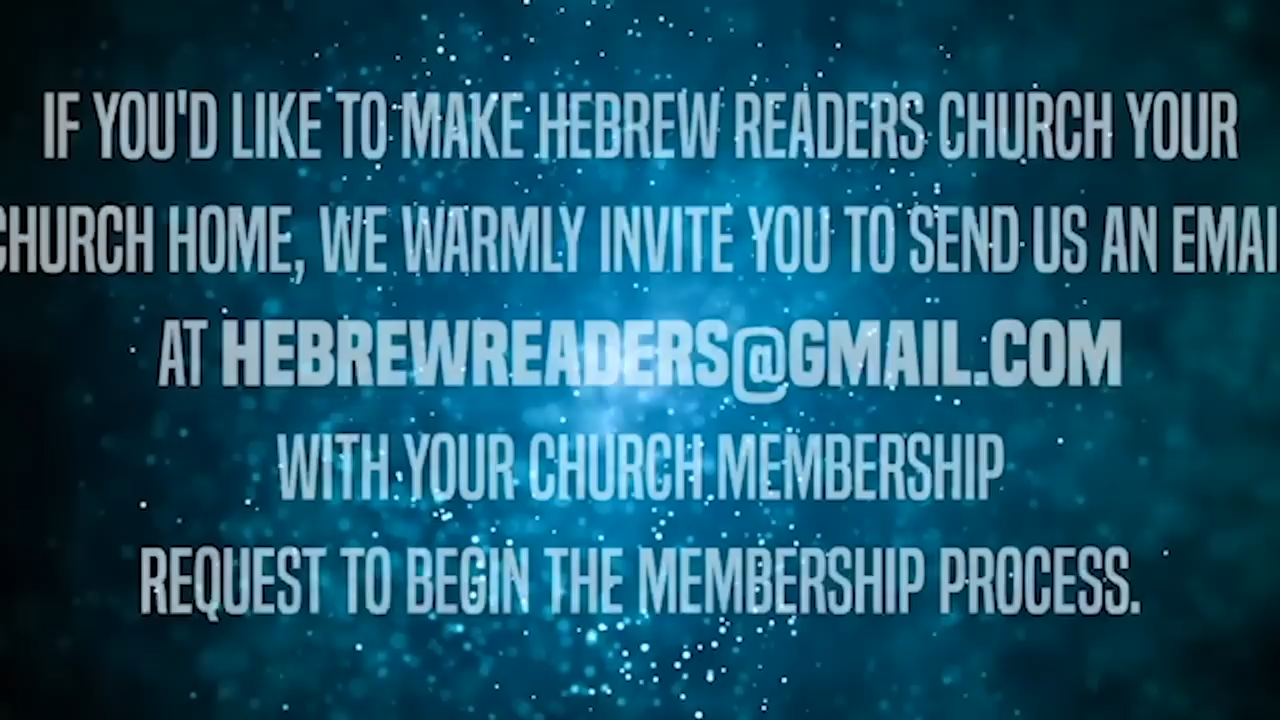 IF YOU'D LIKE TO MAKE HEBREW READERS CHURCH YOUR
CHURCH HOME, WE WARMLY INVITE YOU TO SEND US AN EMAI
AT HEBREWREADERS@GMAIL.COM
WITH YOUR CHURCH MEMBERSHIP
REQUEST TO BEGIN THE MEMBERSHIP PROCESS.